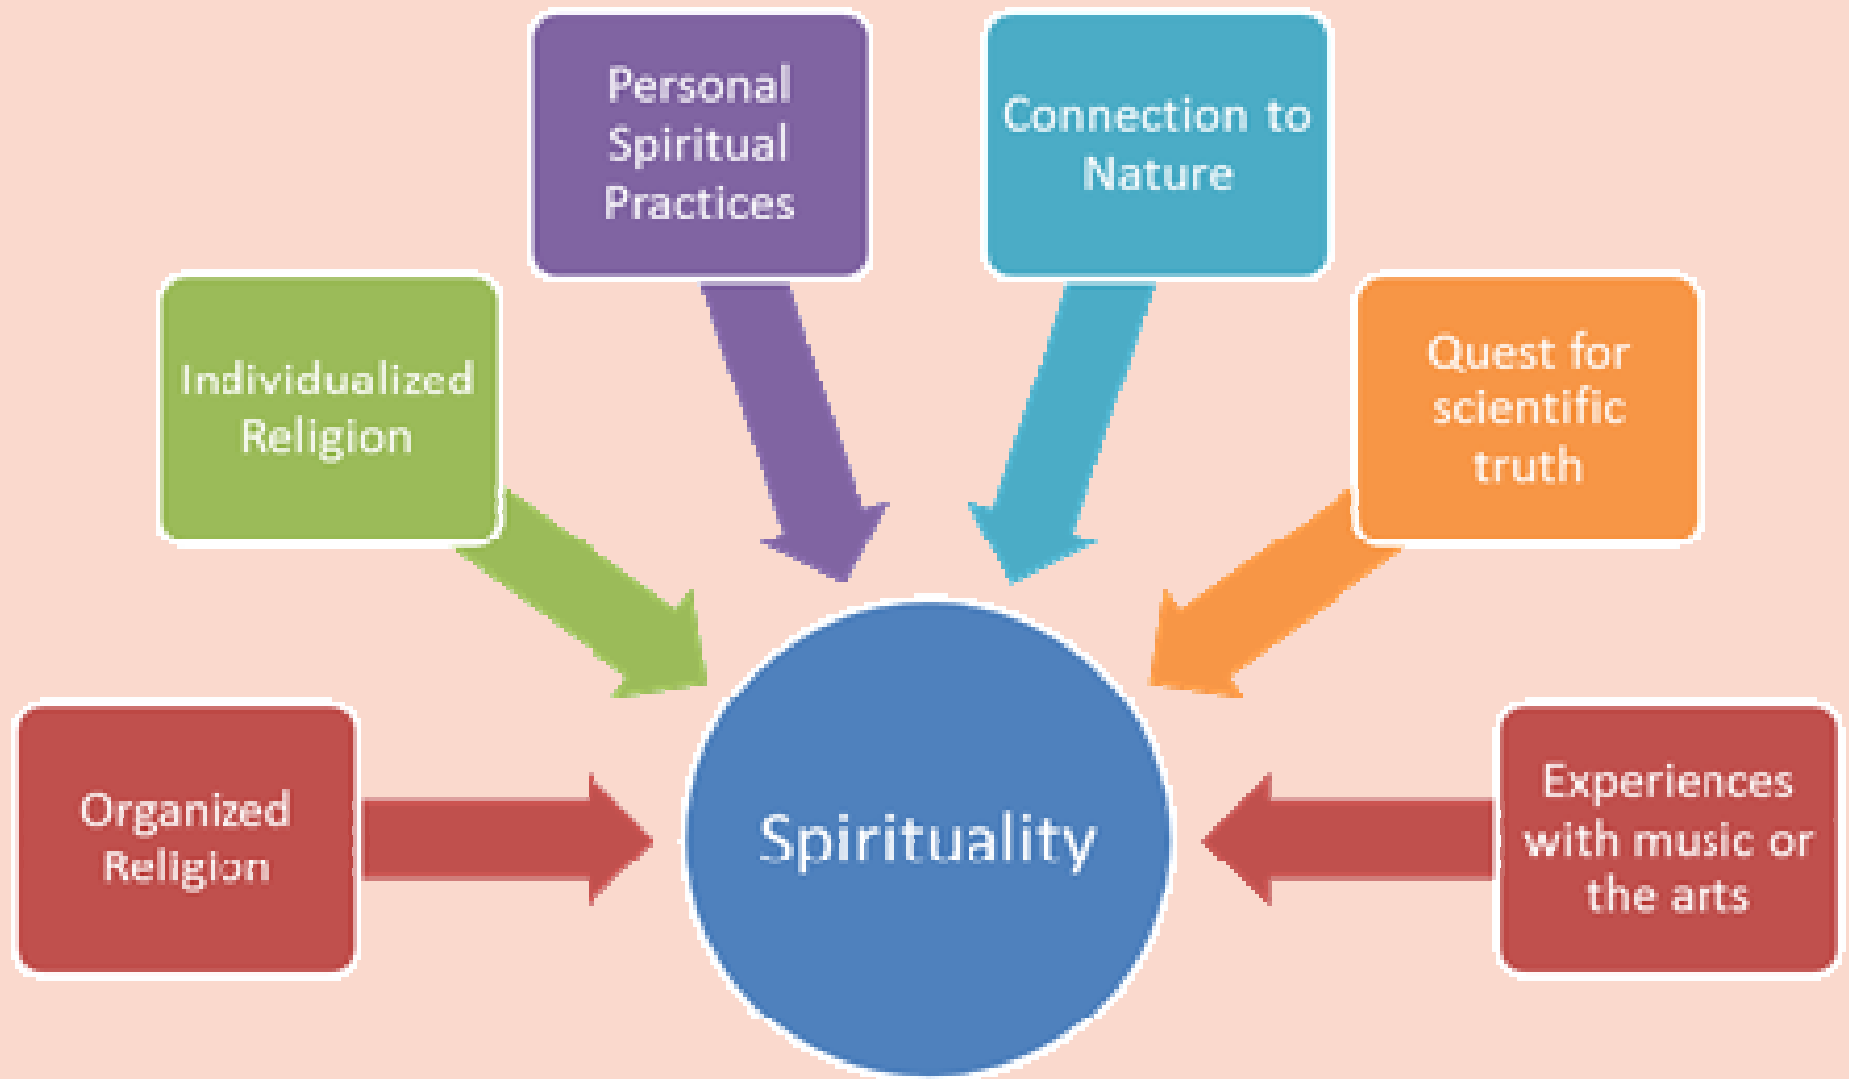 Personal
Spiritual
Practices
Connection to
Nature
Individualized
Religion
Quest for
scientific
truth
Organized
Religion
Spirituality
Experiences
with music or
the arts